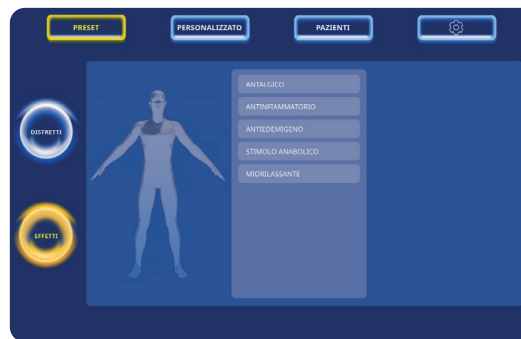 PRESET
PERSONALIZZATO
PAZIENTI
DISTRETTI
EFFETTI
ANTALGICO
ANTINFIAMMATORIO
ANTIEDEMIGENO
STIMOLO ANABOLICO
MIORILASSANTE